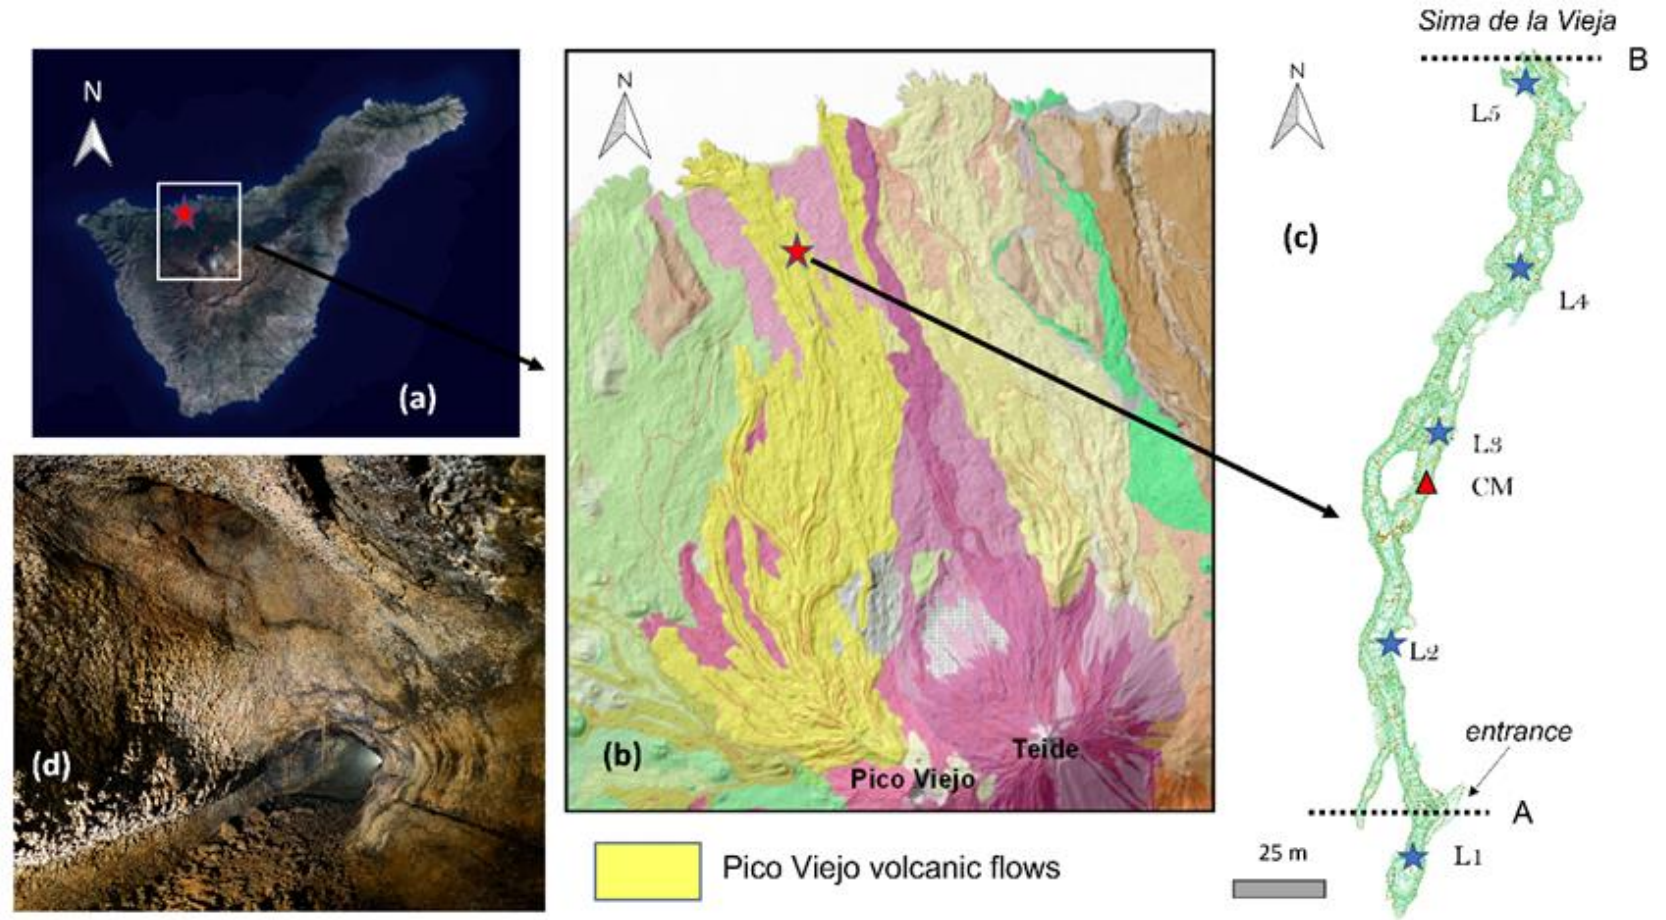 N
(a)
(d)
N
(b)
Pico Viejo
Teide
Pico Viejo volcanic flows
Sima de la Vieja
B
N
L5
(c)
L4
L3
CM
L2
entrance
A
25 m
L1